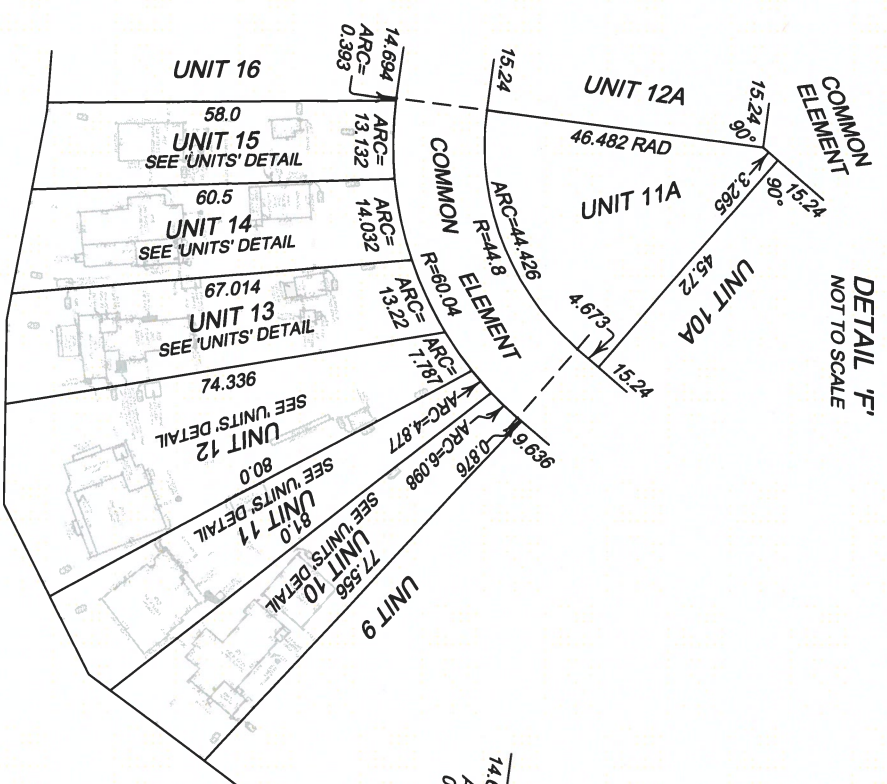 UNIT 16
14.694
ARC=
0.393
15.24
UNIT 12A
15.24
90°
COMMON
ELEMENT
58.0
UNIT 15
SEE 'UNITS' DETAIL
ARC=
13.132
46.482 RAD
COMMON
ELEMENT
UNIT 11A
3.265
90°
15.24
60.5
UNIT 14
SEE 'UNITS' DETAIL
ARC=
14.032
ARC=44.426
R=44.8
R=60.04
45.72
UNIT 10A
DETAIL 'F'
NOT TO SCALE
67.014
UNIT 13
SEE 'UNITS' DETAIL
ARC=
13.22
4.673
15.24
74.336
ARC=
7.787
UNIT 12
SEE 'UNITS' DETAIL
80.0
ARC=4.877
UNIT 11
SEE 'UNITS' DETAIL
81.0
ARC=6.098
0.876
9.636
UNIT 10
SEE 'UNITS' DETAIL
77.556
UNIT 9